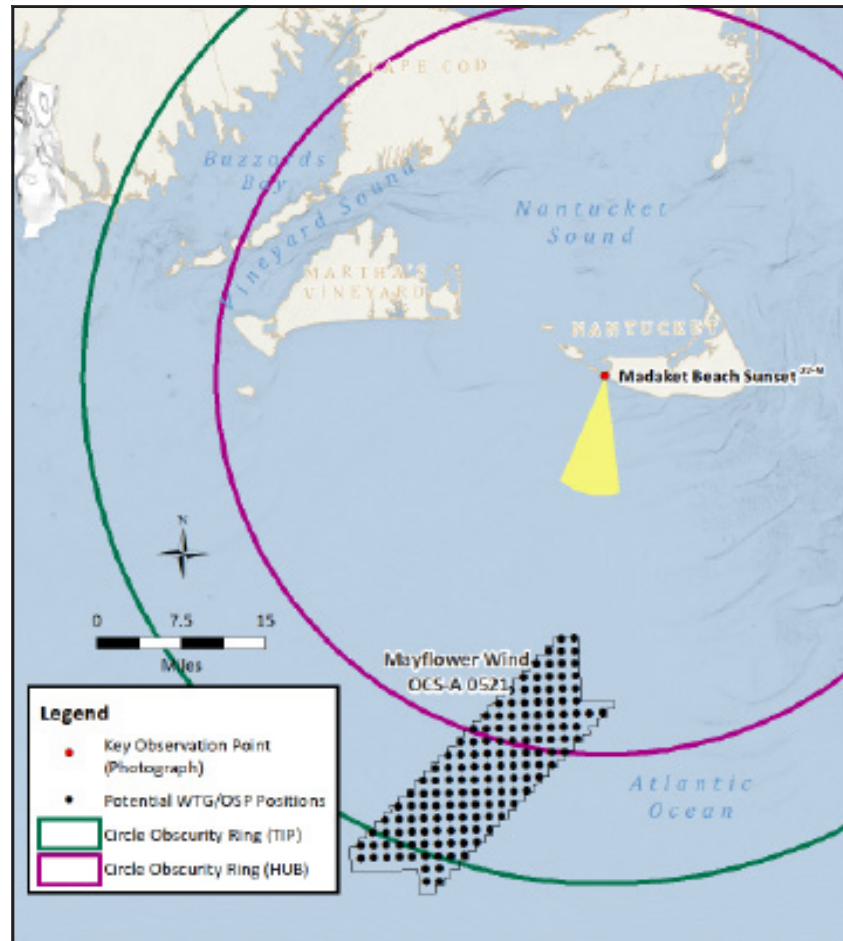 CAPE COD
Buzzards
Bay
Vineyard Sound
Nantucket
Sound
MARTHA'S
VINEYARD
NANTUCKET
Madaket Beach Sunset
N
0 7.5 15
Miles
Mayflower Wind
OCS-A 0521
Atlantic
Ocean
Legend
Key Observation Point
(Photograph)
Potential WTG/OSP Positions
Circle Obscurity Ring (TIP)
Circle Obscurity Ring (HUB)